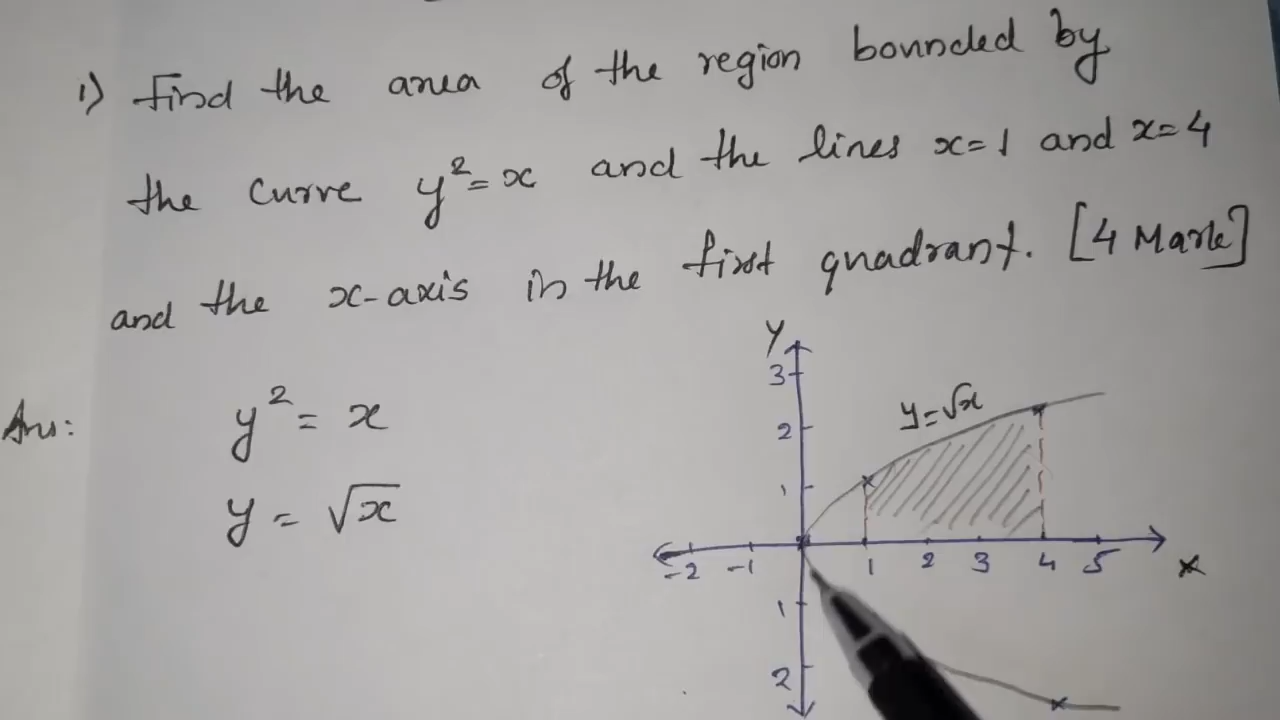 1) Find the area of the region bounded by
the curve y²=x and the lines x=1 and x=4
and the x-axis in the first quadrant. [4 Mark]
Ans: y² = x
y = √x
Y
3
2
1
y=√x
-2 -1 1 2 3 4 5 x
1
2